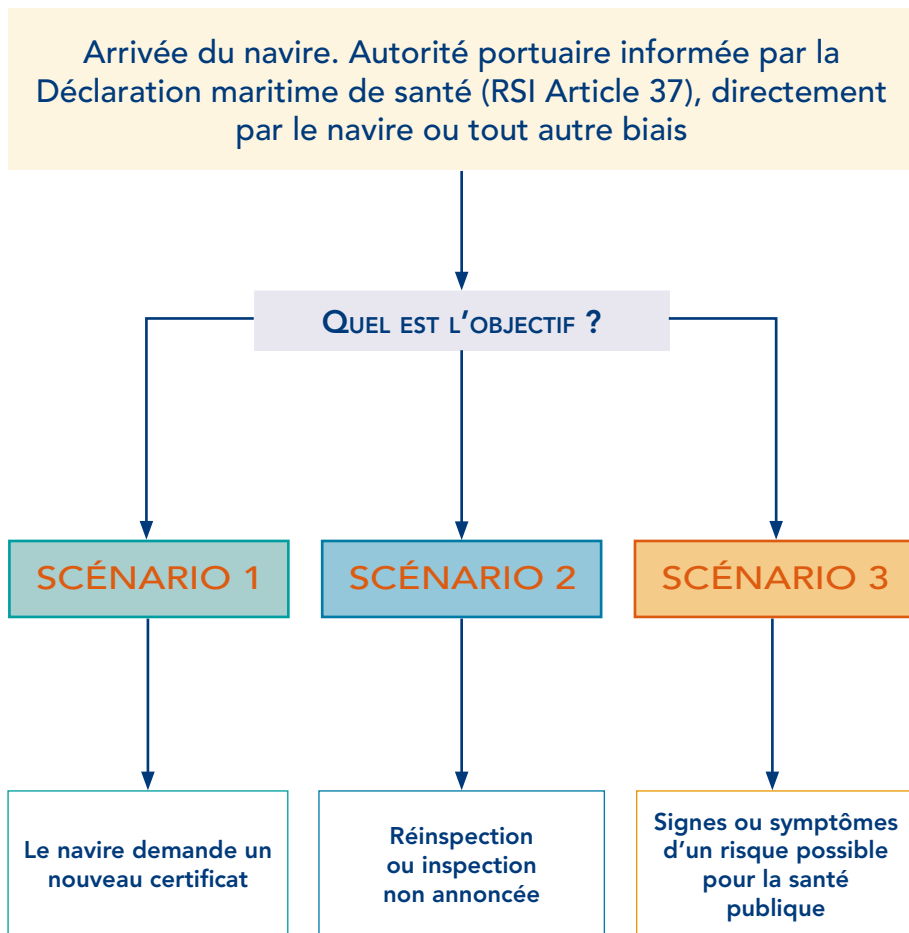 Arrivée du navire. Autorité portuaire informée par la
Déclaration maritime de santé (RSI Article 37), directement
par le navire ou tout autre biais
QUEL EST L'OBJECTIF ?
SCÉNARIO 1
SCÉNARIO 2
SCÉNARIO 3
Le navire demande un
nouveau certificat
Réinspection
ou inspection
non annoncée
Signes ou symptômes
d'un risque possible
pour la santé
publique